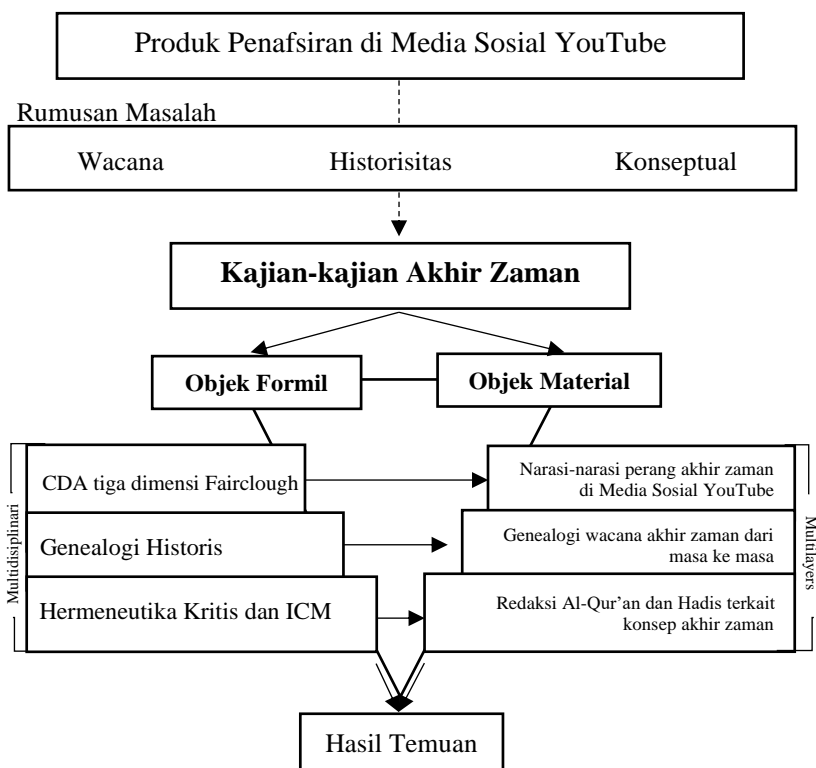 Produk Penafsiran di Media Sosial YouTube
Rumusan Masalah
Wacana Historisitas Konseptual
Kajian-kajian Akhir Zaman
Objek Formil
Objek Material
Multidisiplinari
CDA tiga dimensi Fairclough
Narasi-narasi perang akhir zaman
di Media Sosial YouTube
Genealogi Historis
Genealogi wacana akhir zaman dari
masa ke masa
Hermeneutika Kritis dan ICM
Redaksi Al-Qur'an dan Hadis terkait
konsep akhir zaman
Multilayers
Hasil Temuan